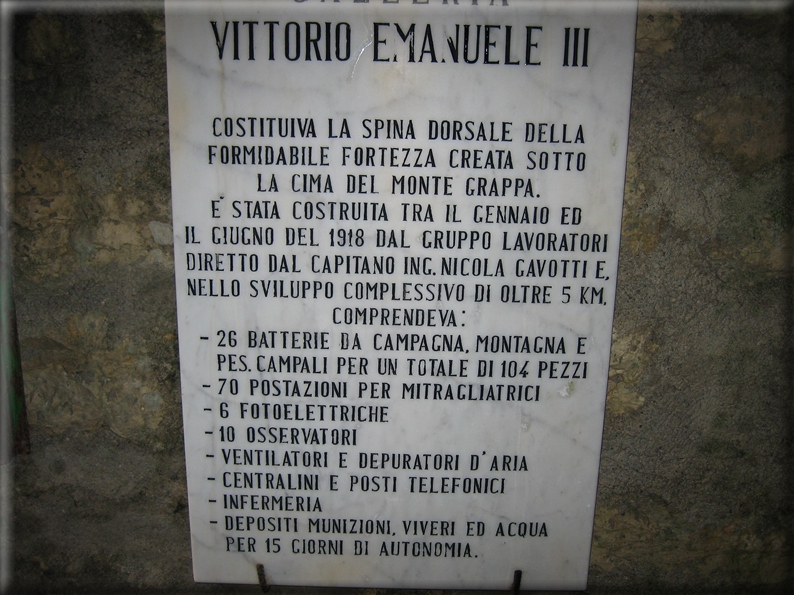 GALLERIA
VITTORIO EMANUELE III
COSTITUIVA LA SPINA DORSALE DELLA
FORMIDABILE FORTEZZA CREATA SOTTO
LA CIMA DEL MONTE GRAPPA.
E' STATA COSTRUITA TRA IL GENNAIO ED
IL GIUGNO DEL 1918 DAL GRUPPO LAVORATORI
DIRETTO DAL CAPITANO ING. NICOLA GAVOTTI E,
NELLO SVILUPPO COMPLESSIVO DI OLTRE 5 KM,
COMPRENDEVA:
- 26 BATTERIE DA CAMPAGNA, MONTAGNA E
PES. CAMPALI PER UN TOTALE DI 104 PEZZI
- 70 POSTAZIONI PER MITRAGLIATRICI
- 6 FOTOELETTRICHE
- 10 OSSERVATORI
- VENTILATORI E DEPURATORI D'ARIA
- CENTRALINI E POSTI TELEFONICI
- INFERMERIA
- DEPOSITI MUNIZIONI, VIVERI ED ACQUA
PER 15 GIORNI DI AUTONOMIA.